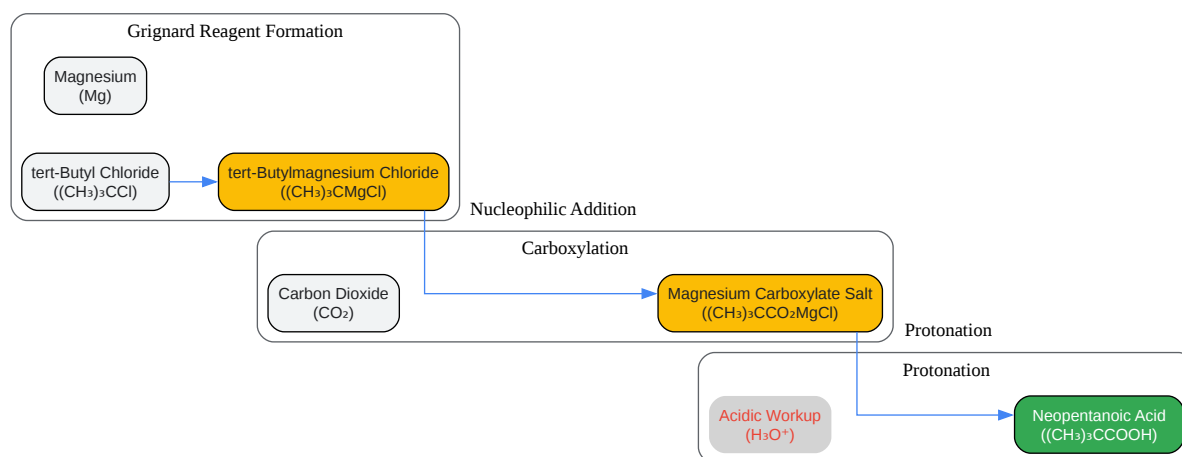 Grignard Reagent Formation
Magnesium
(Mg)
tert-Butyl Chloride
((CH₃)₃CCl)
tert-Butylmagnesium Chloride
((CH₃)₃CMgCl)
Nucleophilic Addition
Carboxylation
Carbon Dioxide
(CO₂)
Magnesium Carboxylate Salt
((CH₃)₃CCO₂MgCl)
Protonation
Protonation
Acidic Workup
(H₃O⁺)
Neopentanoic Acid
((CH₃)₃CCOOH)